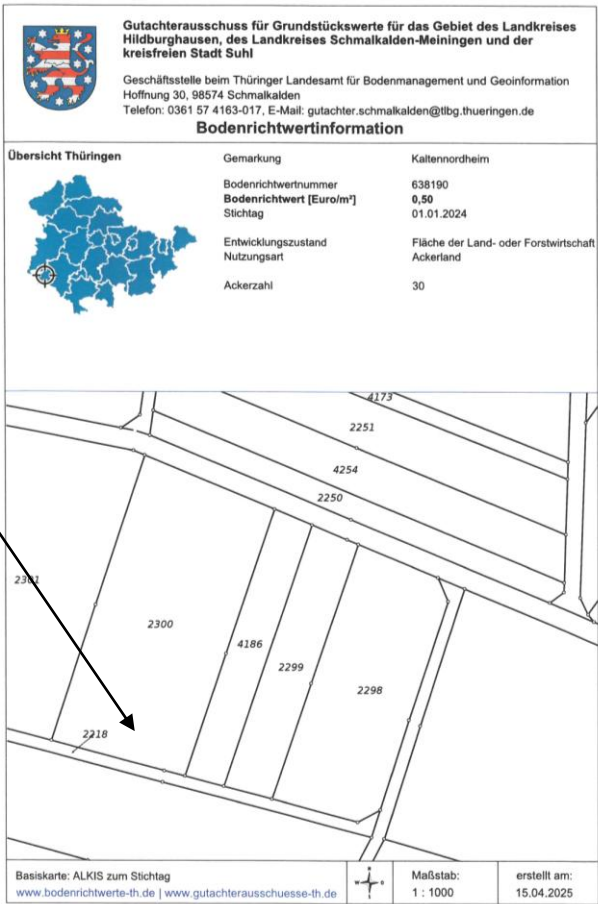 Gutachterausschuss für Grundstückswerte für das Gebiet des Landkreises
Hildburghausen, des Landkreises Schmalkalden-Meiningen und der
kreisfreien Stadt Suhl
Geschäftsstelle beim Thüringer Landesamt für Bodenmanagement und Geoinformation
Hoffnung 30, 98574 Schmalkalden
Telefon: 0361 57 4163-017, E-Mail: gutachter.schmalkalden@tlbg.thueringen.de
Bodenrichtwertinformation
Übersicht Thüringen
Gemarkung Kaltennordheim
Bodenrichtwertnummer 638190
Bodenrichtwert [Euro/m²] 0,50
Stichtag 01.01.2024
Entwicklungszustand Fläche der Land- oder Forstwirtschaft
Nutzungsart Ackerland
Ackerzahl 30
4173
2251
4254
2250
2301
2300
4186
2299
2298
2218
Basiskarte: ALKIS zum Stichtag
www.bodenrichtwerte-th.de | www.gutachterausschuesse-th.de
Maßstab:
1 : 1000
erstellt am:
15.04.2025